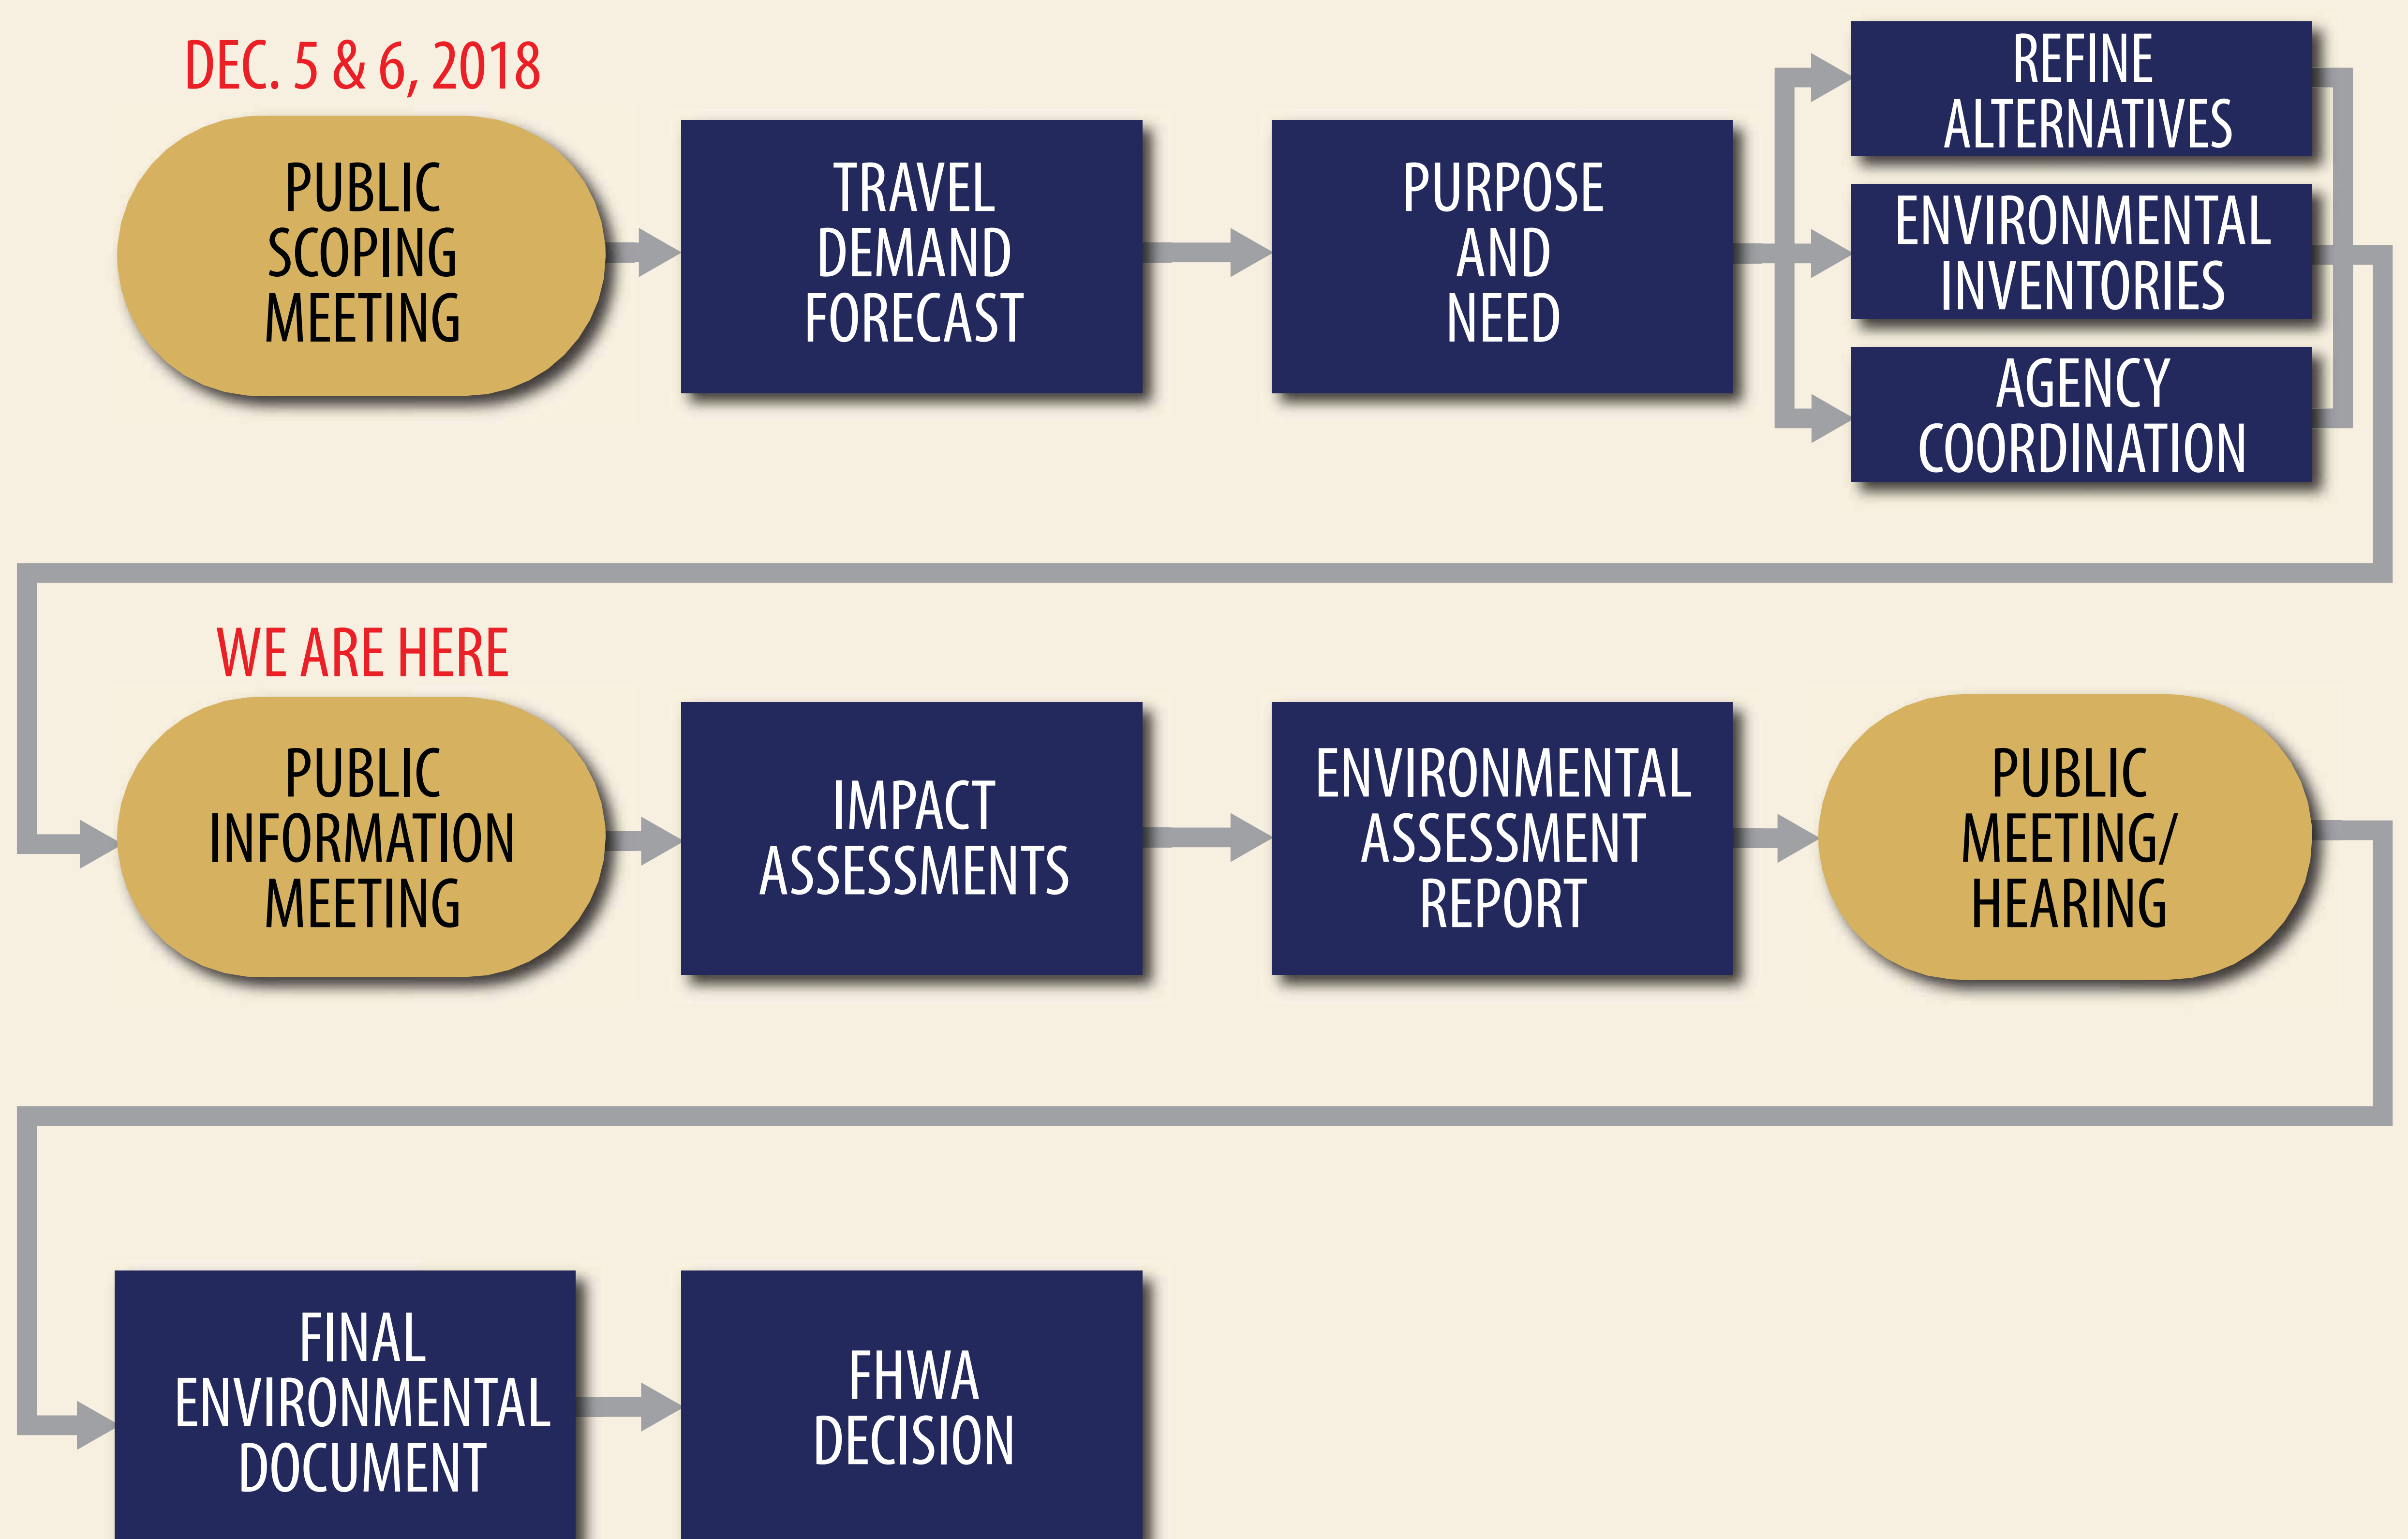 DEC. 5 & 6, 2018
PUBLIC
SCOPING
MEETING
TRAVEL
DEMAND
FORECAST
PURPOSE
AND
NEED
REFINE
ALTERNATIVES
ENVIRONMENTAL
INVENTORIES
AGENCY
COORDINATION
WE ARE HERE
PUBLIC
INFORMATION
MEETING
IMPACT
ASSESSMENTS
ENVIRONMENTAL
ASSESSMENT
REPORT
PUBLIC
MEETING/
HEARING
FINAL
ENVIRONMENTAL
DOCUMENT
FHWA
DECISION